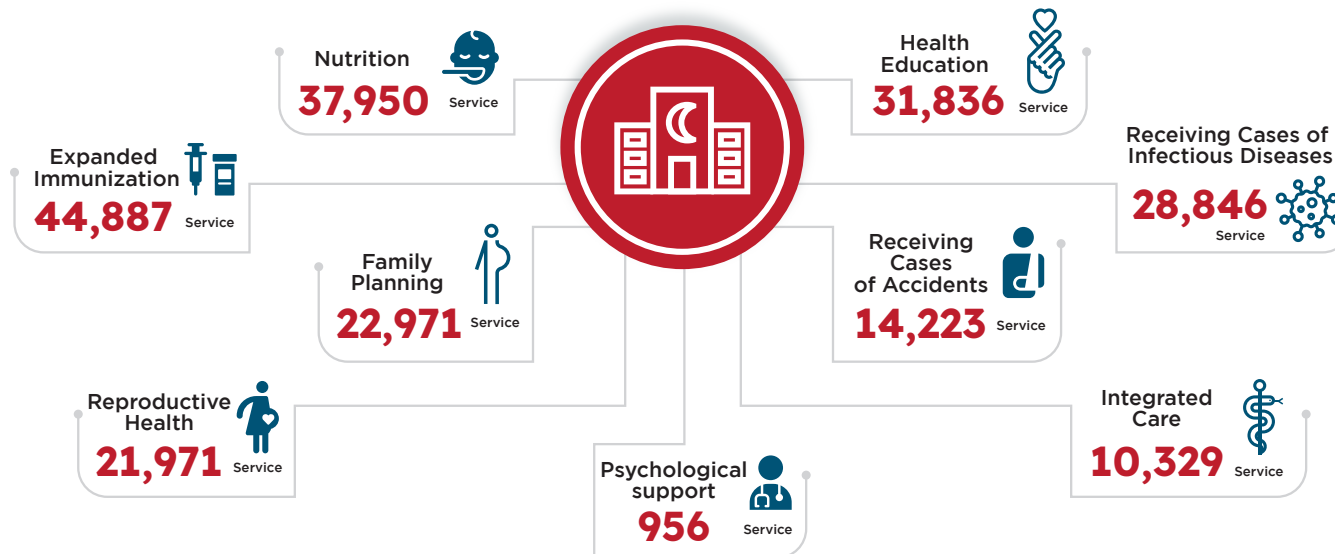 Nutrition
37,950 Service
Health
Education
31,836 Service
Expanded
Immunization
44,887 Service
Receiving Cases of
Infectious Diseases
28,846
Service
Family
Planning
22,971 Service
Receiving
Cases
of Accidents
14,223 Service
Reproductive
Health
21,971 Service
Integrated
Care
10,329 Service
Psychological
support
956 Service